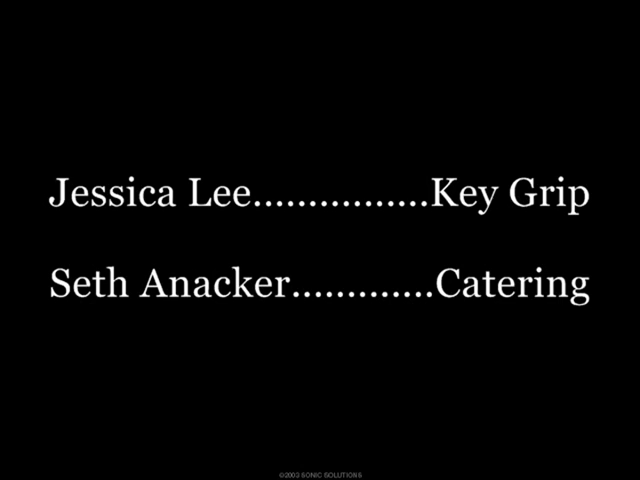 Jessica Lee................Key Grip
Seth Anacker.............Catering
©2003 SONIC SOLUTIONS